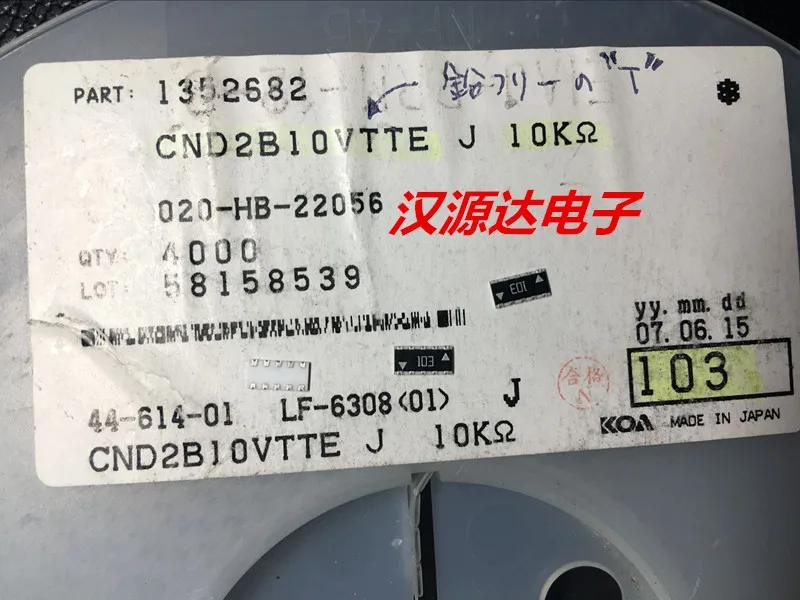 PART: 1352682
鉛フリーの"T"
CND2B10VTTE J 10KΩ
020-HB-22056
汉源达电子
QTY: 4000
LOT: 58158539
103
yy.mm.dd
07.06.15
103
103
合格
N
44-614-01 LF-6308(01) J
KOA MADE IN JAPAN
CND2B10VTTE J 10KΩ